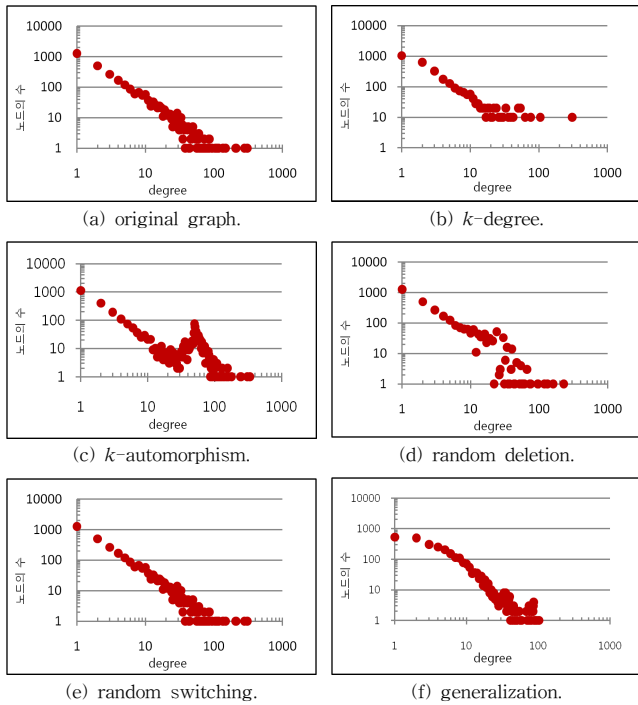 10000
1000
100
10
1
노드의 수
1 10 100 1000
degree
(a) original graph.
10000
1000
100
10
1
노드의 수
1 10 100 1000
degree
(b) k-degree.
10000
1000
100
10
1
노드의 수
1 10 100 1000
degree
(c) k-automorphism.
10000
1000
100
10
1
노드의 수
1 10 100 1000
degree
(d) random deletion.
10000
1000
100
10
1
노드의 수
1 10 100 1000
degree
(e) random switching.
10000
1000
100
10
1
노드의 수
1 10 100 1000
degree
(f) generalization.